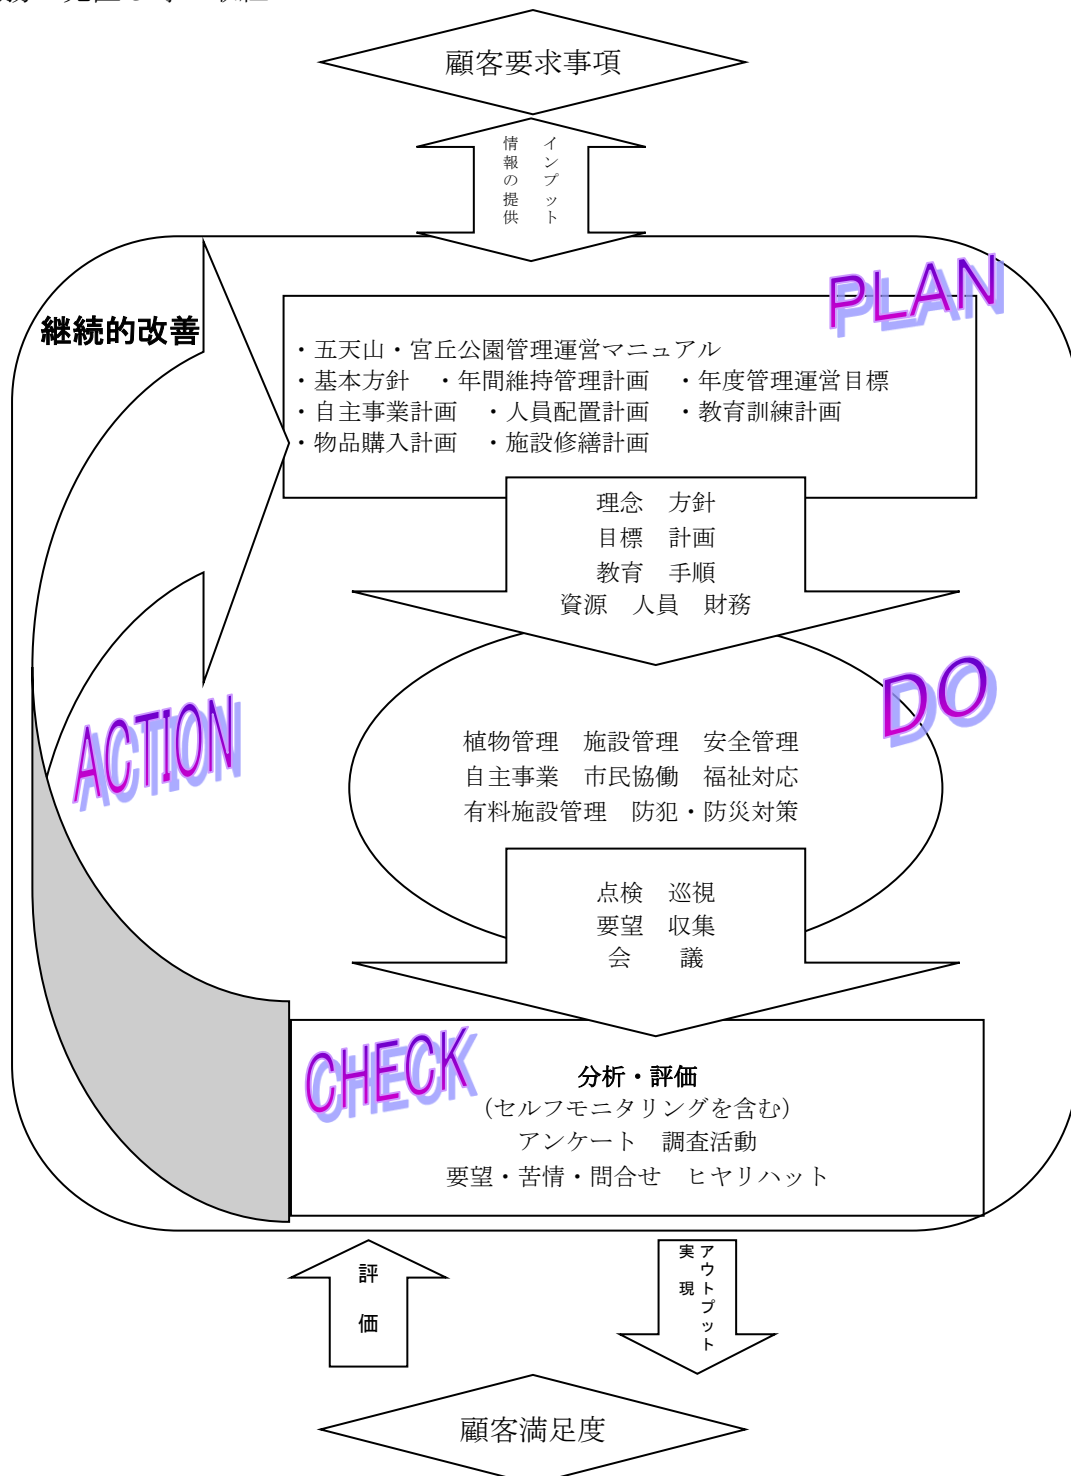 顧客要求事項
インプット
情報の提供
PLAN
継続的改善
・五天山・宮丘公園管理運営マニュアル
・基本方針　・年間維持管理計画　・年度管理運営目標
・自主事業計画　・人員配置計画　・教育訓練計画
・物品購入計画　・施設修繕計画
理念　方針
目標　計画
教育　手順
資源　人員　財務
DO
ACTION
植物管理　施設管理　安全管理
自主事業　市民協働　福祉対応
有料施設管理　防犯・防災対策
点検　巡視
要望　収集
会　　議
CHECK
分析・評価
（セルフモニタリングを含む）
アンケート　調査活動
要望・苦情・問合せ　ヒヤリハット
評価
アウトプット
実現
顧客満足度